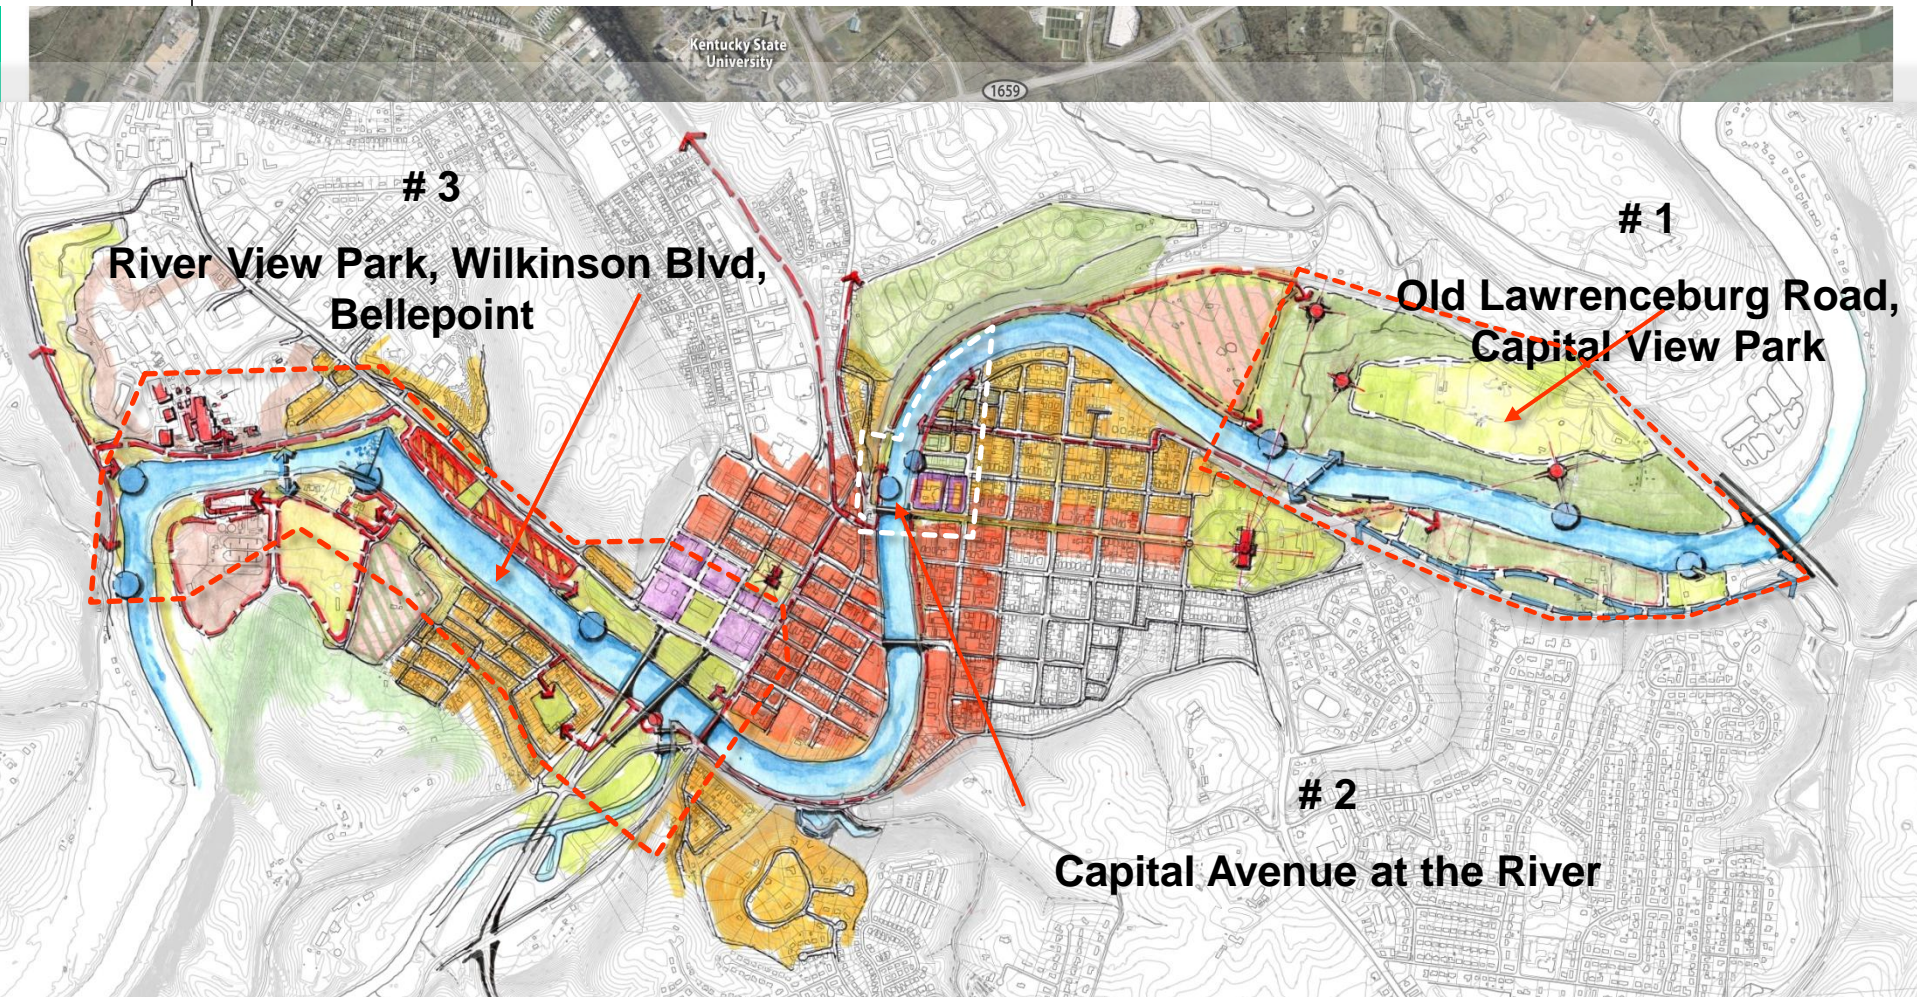 Kentucky State
University
1659
# 3
River View Park, Wilkinson Blvd,
Bellepoint
# 1
Old Lawrenceburg Road,
Capital View Park
# 2
Capital Avenue at the River